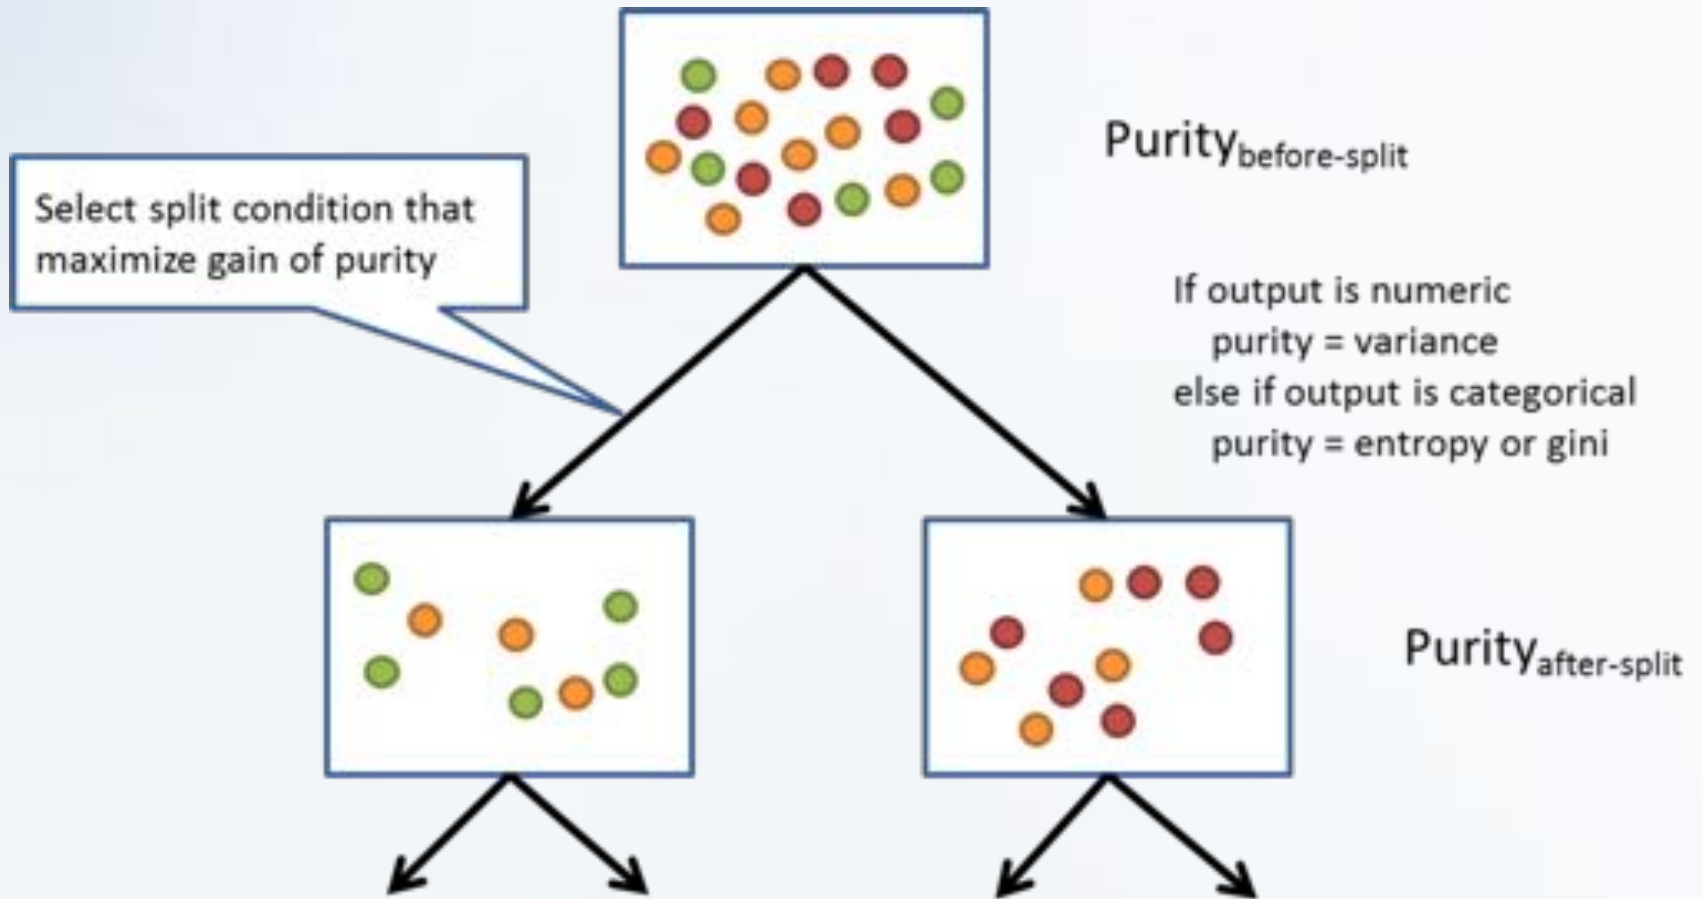 Purity before-split
Select split condition that
maximize gain of purity
If output is numeric
purity = variance
else if output is categorical
purity = entropy or gini
Purity after-split